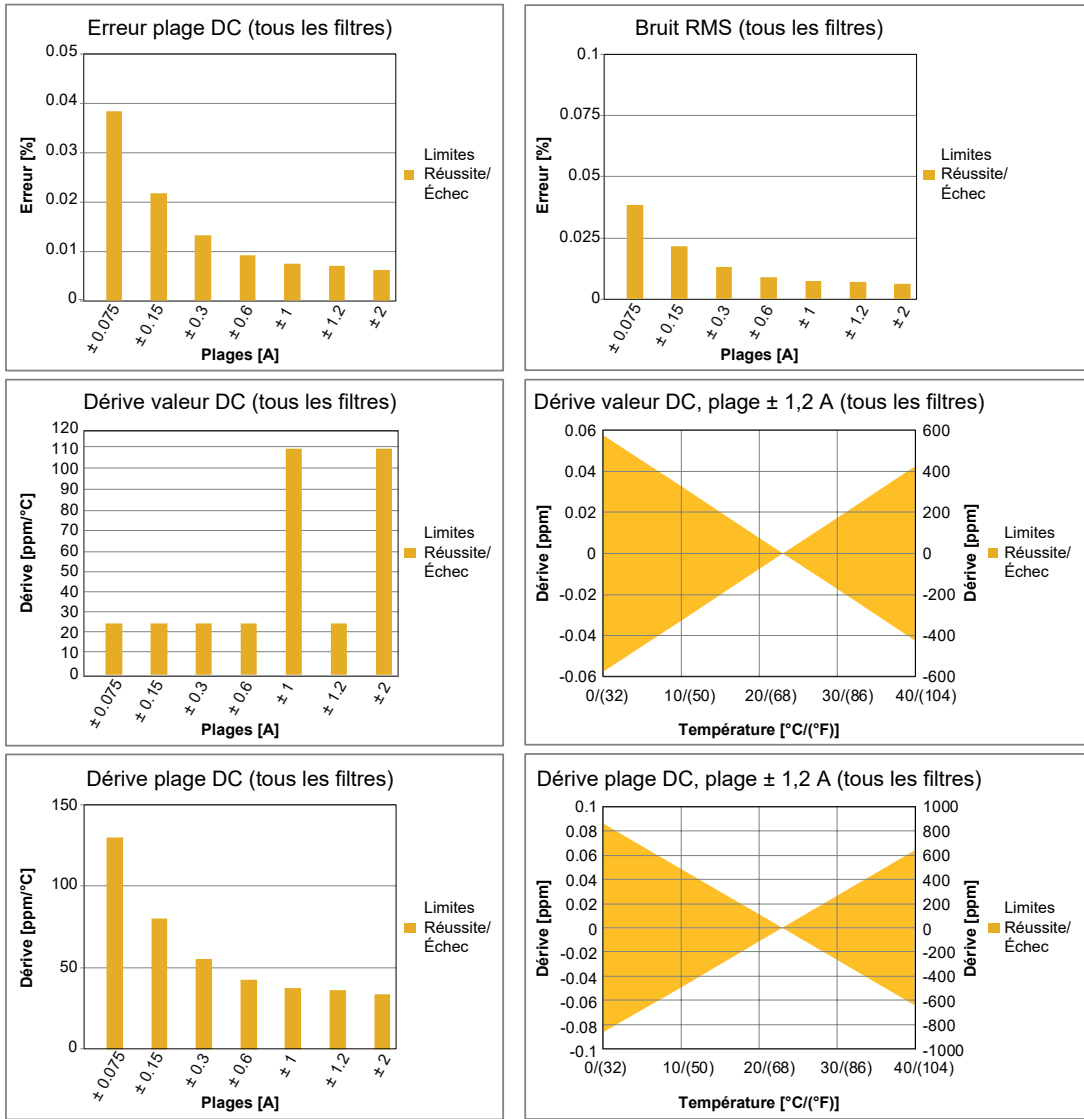 Erreur plage DC (tous les filtres)
0.05
0.04
0.03
0.02
0.01
0
Erreur [%]
± 0.075
± 0.15
± 0.3
± 0.6
± 1
± 1.2
± 2
Plages [A]
Limites
Réussite/
Échec
Bruit RMS (tous les filtres)
0.1
0.075
0.05
0.025
0
Erreur [%]
± 0.075
± 0.15
± 0.3
± 0.6
± 1
± 1.2
± 2
Plages [A]
Limites
Réussite/
Échec
Dérive valeur DC (tous les filtres)
120
110
100
90
80
70
60
50
40
30
20
10
0
Dérive [ppm/°C]
± 0.075
± 0.15
± 0.3
± 0.6
± 1
± 1.2
± 2
Plages [A]
Limites
Réussite/
Échec
Dérive valeur DC, plage ± 1,2 A (tous les filtres)
0.06
0.04
0.02
0
-0.02
-0.04
-0.06
Dérive [ppm]
600
400
200
0
-200
-400
-600
Dérive [ppm]
0/(32)
10/(50)
20/(68)
30/(86)
40/(104)
Température [°C/(°F)]
Limites
Réussite/
Échec
Dérive plage DC (tous les filtres)
150
100
50
0
Dérive [ppm/°C]
± 0.075
± 0.15
± 0.3
± 0.6
± 1
± 1.2
± 2
Plages [A]
Limites
Réussite/
Échec
Dérive plage DC, plage ± 1,2 A (tous les filtres)
0.1
0.08
0.06
0.04
0.02
0
-0.02
-0.04
-0.06
-0.08
-0.1
Dérive [ppm]
1000
800
600
400
200
0
-200
-400
-600
-800
-1000
Dérive [ppm]
0/(32)
10/(50)
20/(68)
30/(86)
40/(104)
Température [°C/(°F)]
Limites
Réussite/
Échec